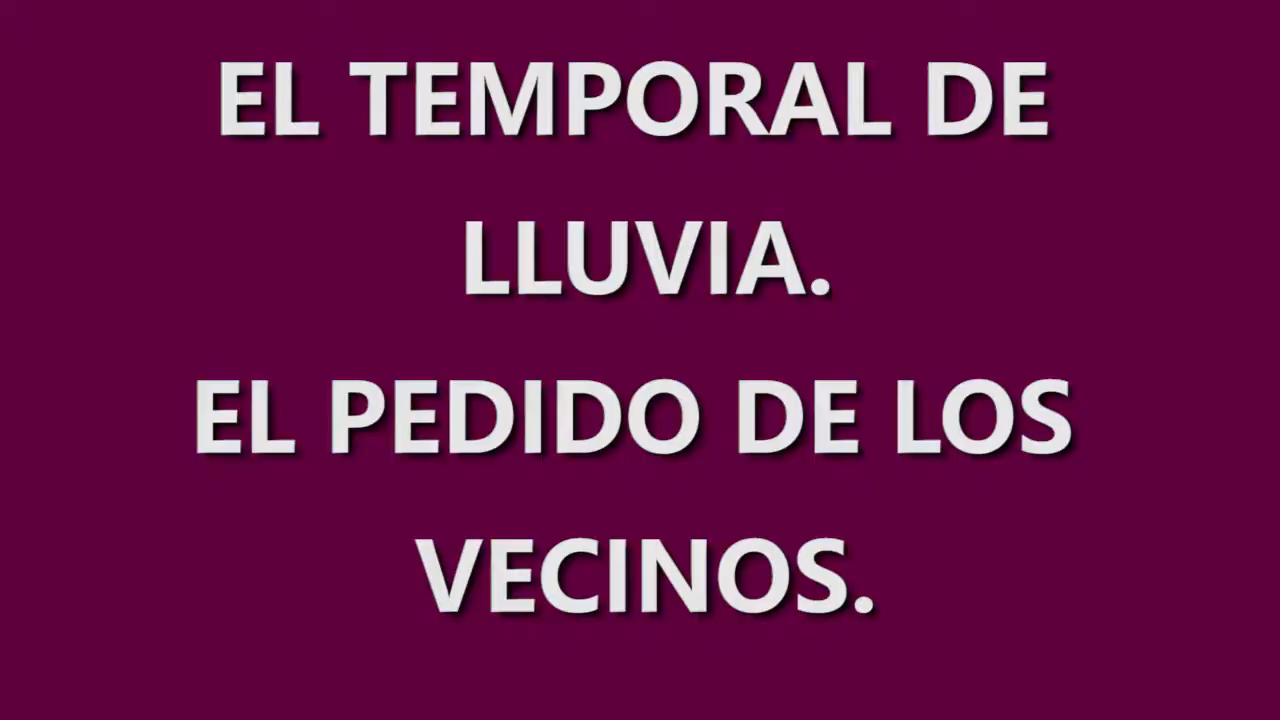 EL TEMPORAL DE
LLUVIA.
EL PEDIDO DE LOS
VECINOS.